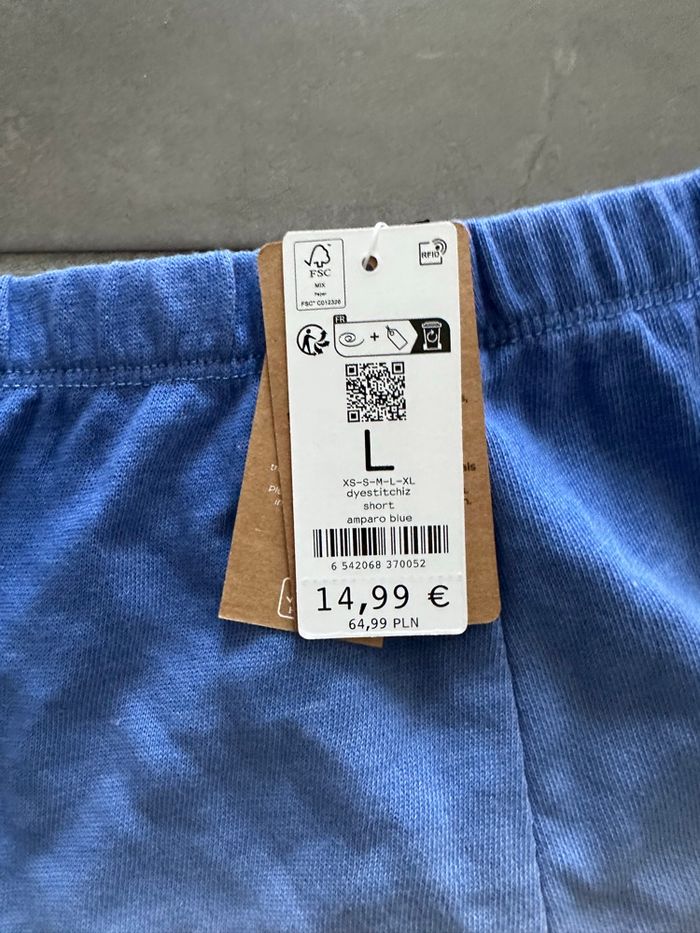 FSC
MIX
Paper
FSC™ C012326
RFID
FR
L
XS-S-M-L-XL
dyestitchiz
short
amparo blue
6 542068 370052
14,99 €
64,99 PLN